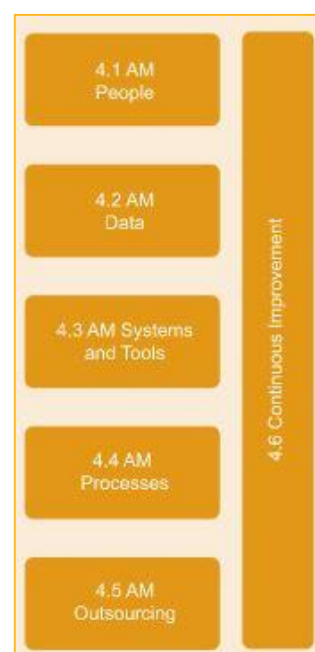 4.1 AM
People
4.2 AM
Data
4.3 AM Systems
and Tools
4.4 AM
Processes
4.5 AM
Outsourcing
4.6 Continuous Improvement